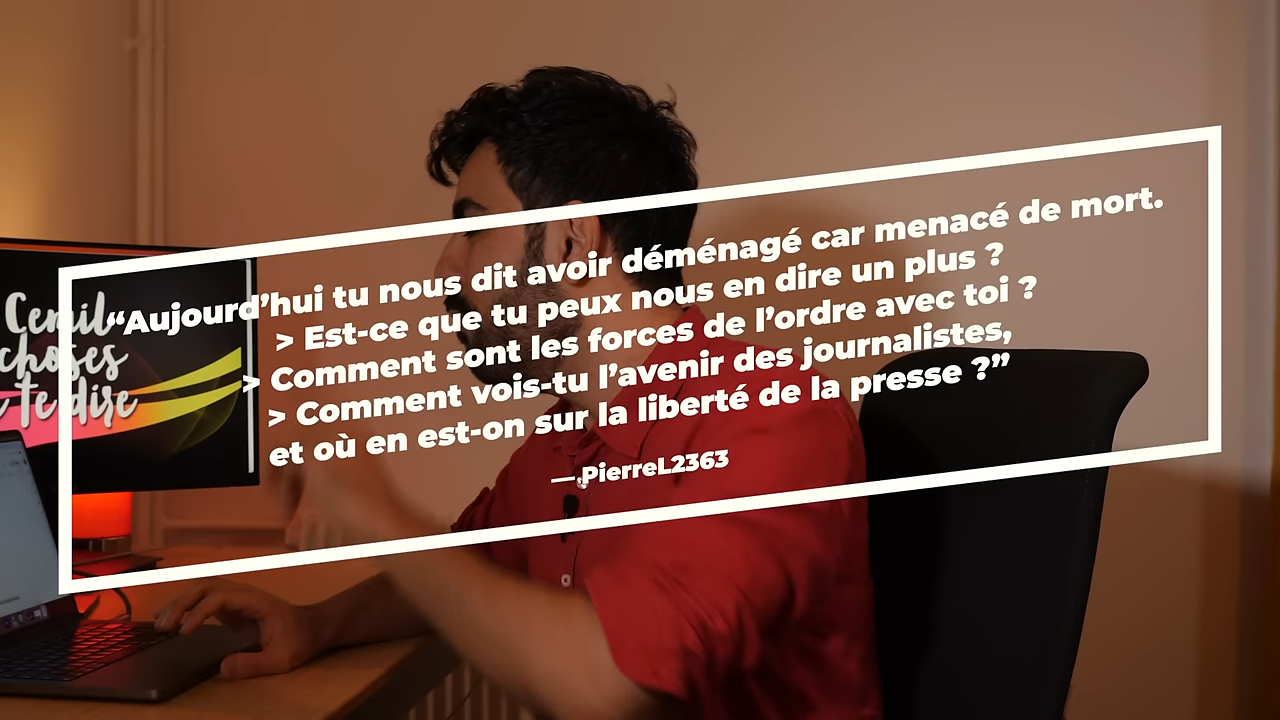 Cemil
choses
te dire
“Aujourd’hui tu nous dit avoir déménagé car menacé de mort.
> Est-ce que tu peux nous en dire un plus ?
> Comment sont les forces de l’ordre avec toi ?
> Comment vois-tu l’avenir des journalistes,
et où en est-on sur la liberté de la presse ?”
— PierreL2363